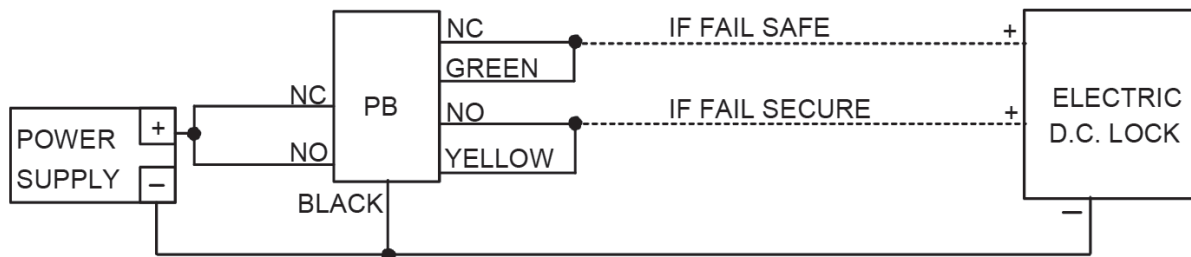 NC
IF FAIL SAFE
+
GREEN
NC
PB
NO
IF FAIL SECURE
+
ELECTRIC
D.C. LOCK
POWER
SUPPLY
+
−
NO
YELLOW
BLACK
−